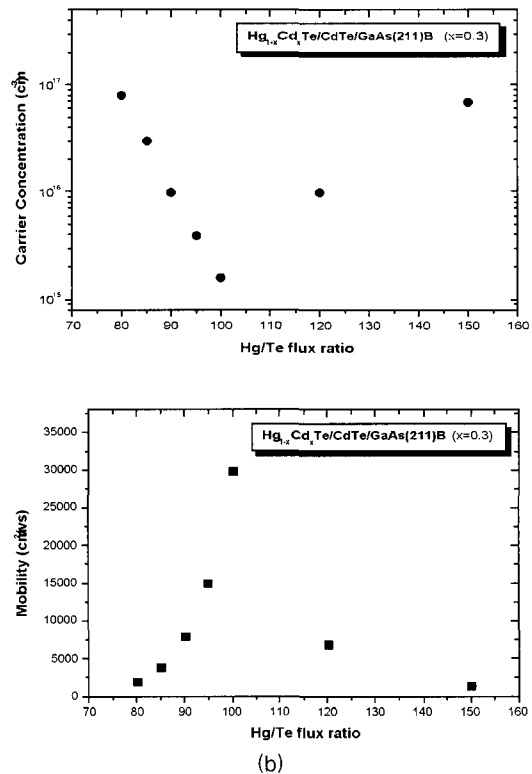 Hg1-xCdxTe/CdTe/GaAs(211)B (x=0.3)
Carrier Concentration (cm-3)
10^17
10^16
10^15
70 80 90 100 110 120 130 140 150 160
Hg/Te flux ratio
Hg1-xCdxTe/CdTe/GaAs(211)B (x=0.3)
Mobility (cm2/vs)
35000
30000
25000
20000
15000
10000
5000
0
70 80 90 100 110 120 130 140 150 160
Hg/Te flux ratio
(b)